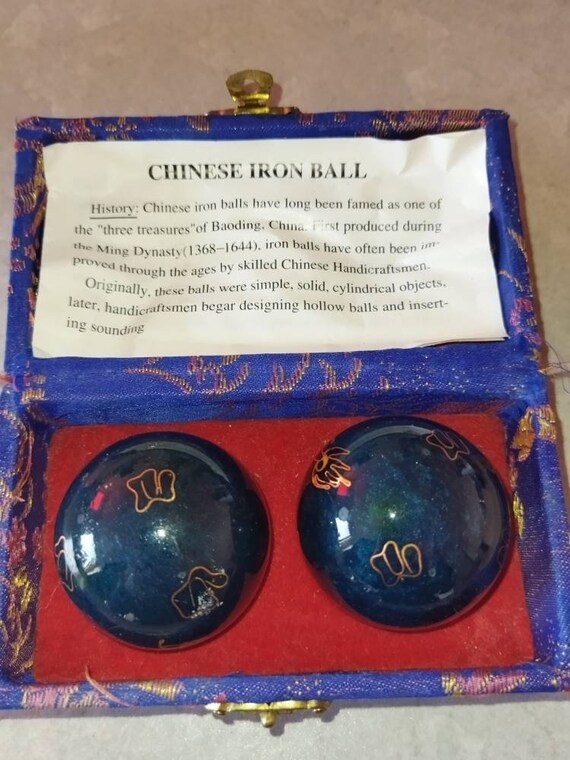 CHINESE IRON BALL
History: Chinese iron balls have long been famed as one of
the "three treasures"of Baoding, China. First produced during
the Ming Dynasty(1368–1644), iron balls have often been im-
proved through the ages by skilled Chinese Handicraftsmen.
Originally, these balls were simple, solid, cylindrical objects,
later, handicraftsmen began designing hollow balls and insert-
ing sounding